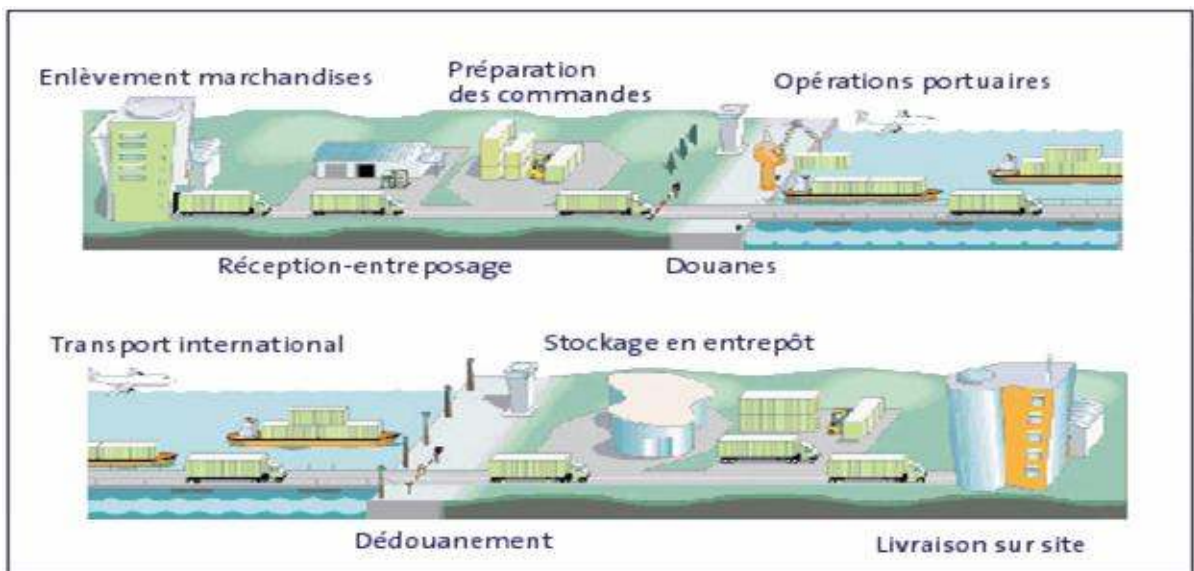 Enlèvement marchandises
Préparation
des commandes
Opérations portuaires
Réception-entreposage
Douanes
Transport international
Stockage en entrepôt
Dédouanement
Livraison sur site